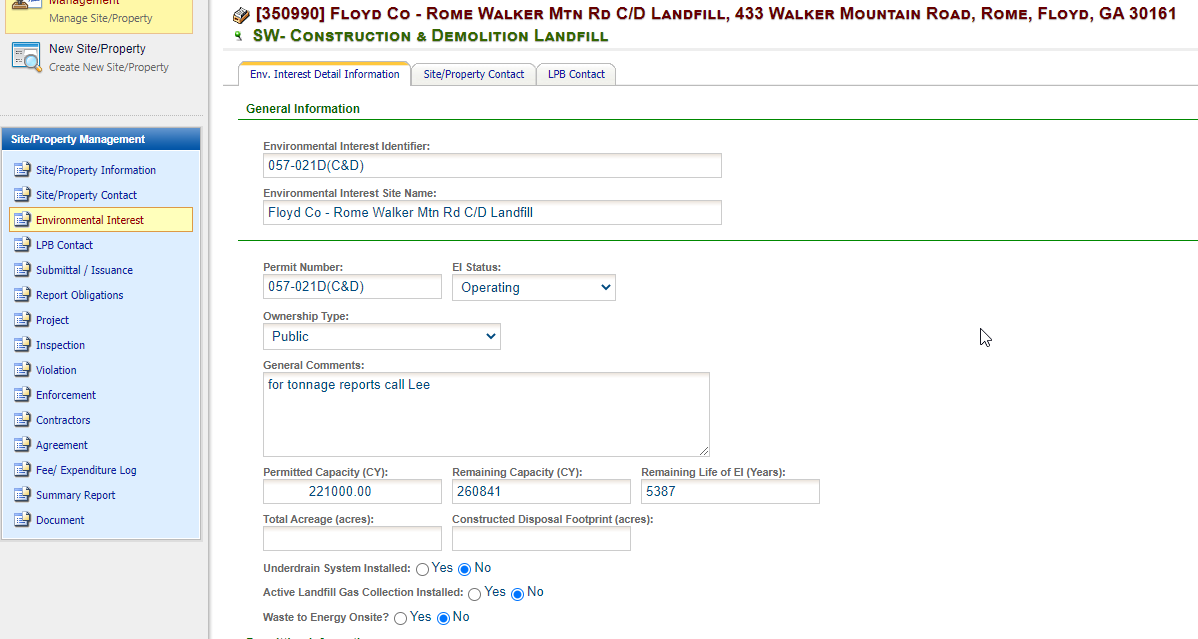 Management
Manage Site/Property
New Site/Property
Create New Site/Property
Site/Property Management
Site/Property Information
Site/Property Contact
Environmental Interest
LPB Contact
Submittal / Issuance
Report Obligations
Project
Inspection
Violation
Enforcement
Contractors
Agreement
Fee/ Expenditure Log
Summary Report
Document
[350990] Floyd Co - Rome Walker Mtn Rd C/D Landfill, 433 Walker Mountain Road, Rome, Floyd, GA 30161
SW- Construction & Demolition Landfill
Env. Interest Detail Information Site/Property Contact LPB Contact
General Information
Environmental Interest Identifier:
057-021D(C&D)
Environmental Interest Site Name:
Floyd Co - Rome Walker Mtn Rd C/D Landfill
Permit Number: EI Status:
057-021D(C&D) Operating
Ownership Type:
Public
General Comments:
for tonnage reports call Lee
Permitted Capacity (CY): Remaining Capacity (CY): Remaining Life of EI (Years):
221000.00 260841 5387
Total Acreage (acres): Constructed Disposal Footprint (acres):
Underdrain System Installed: Yes No
Active Landfill Gas Collection Installed: Yes No
Waste to Energy Onsite? Yes No